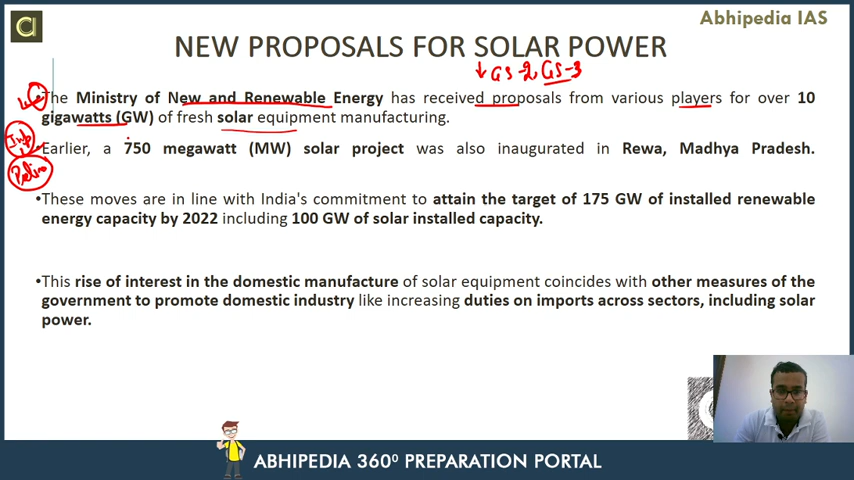 Abhipedia IAS
a
NEW PROPOSALS FOR SOLAR POWER
↓ GS-2 GS-3
•The Ministry of New and Renewable Energy has received proposals from various players for over 10
gigawatts (GW) of fresh solar equipment manufacturing.
Imp
•Earlier, a 750 megawatt (MW) solar project was also inaugurated in Rewa, Madhya Pradesh.
Prelims
•These moves are in line with India's commitment to attain the target of 175 GW of installed renewable
energy capacity by 2022 including 100 GW of solar installed capacity.
•This rise of interest in the domestic manufacture of solar equipment coincides with other measures of the
government to promote domestic industry like increasing duties on imports across sectors, including solar
power.
ABHIPEDIA 360⁰ PREPARATION PORTAL